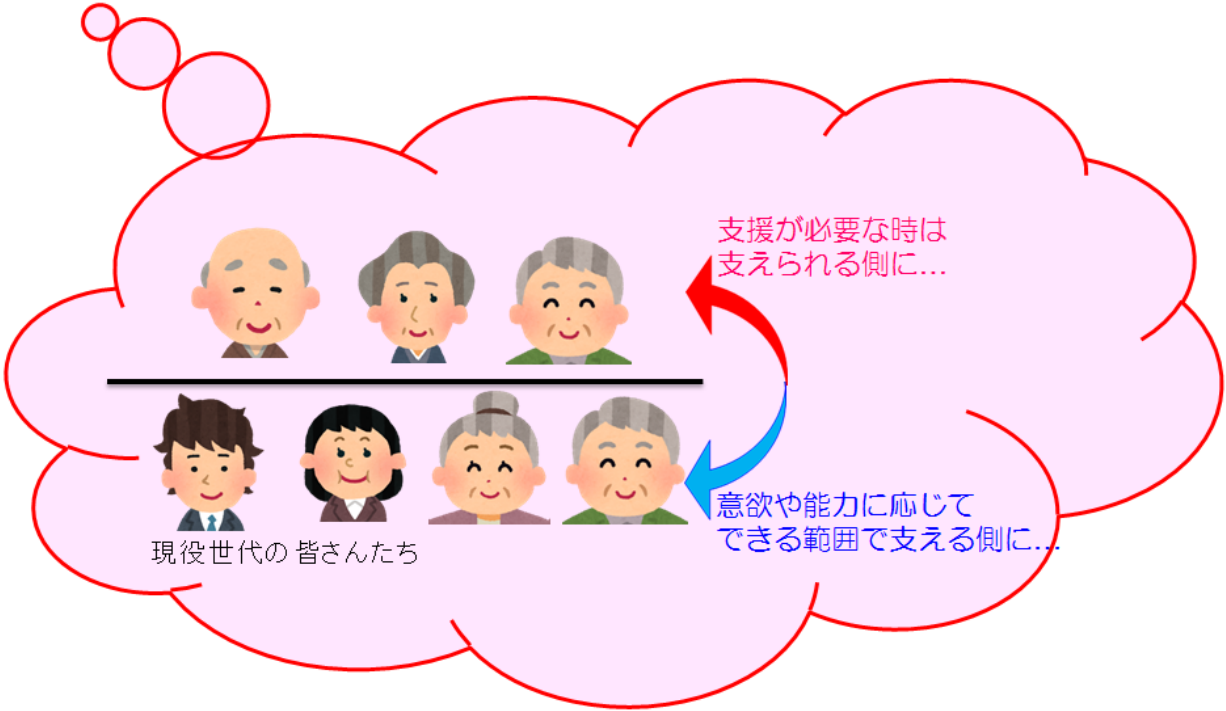 支援が必要な時は
支えられる側に…
意欲や能力に応じて
できる範囲で支える側に…
現役世代の皆さんたち